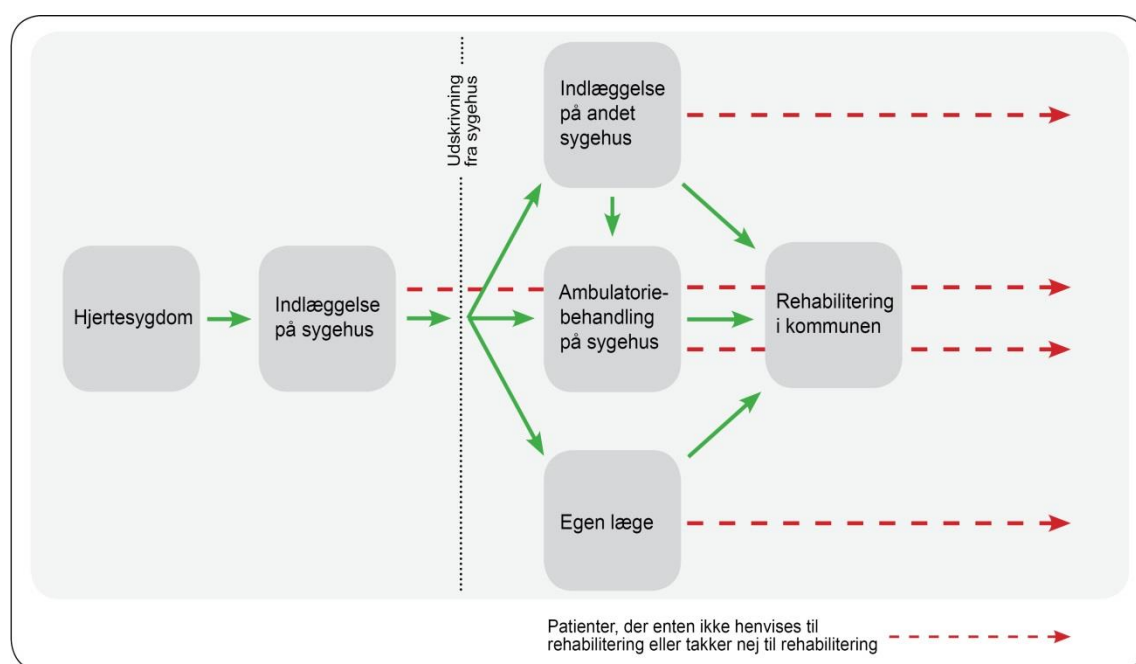 Udskrivning
fra sygehus
Indlæggelse
på andet
sygehus
Hjertesygdom
Indlæggelse
på sygehus
Ambulatorie-
behandling
på sygehus
Rehabilitering
i kommunen
Egen læge
Patienter, der enten ikke henvises til
rehabilitering eller takker nej til rehabilitering